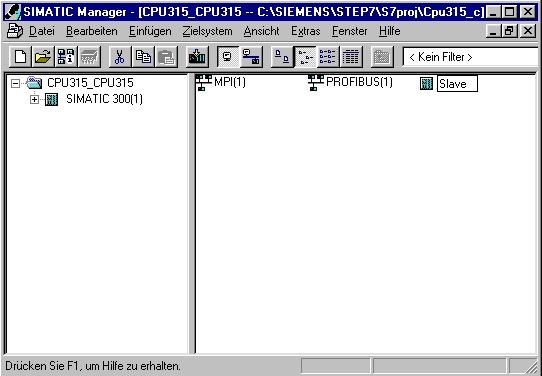 SIMATIC Manager - [CPU315_CPU315 -- C:\SIEMENS\STEP7\S7proj\Cpu315_c]
Datei Bearbeiten Einfügen Zielsystem Ansicht Extras Fenster Hilfe
< Kein Filter >
CPU315_CPU315
SIMATIC 300(1)
MPI(1) PROFIBUS(1) Slave
Drücken Sie F1, um Hilfe zu erhalten.